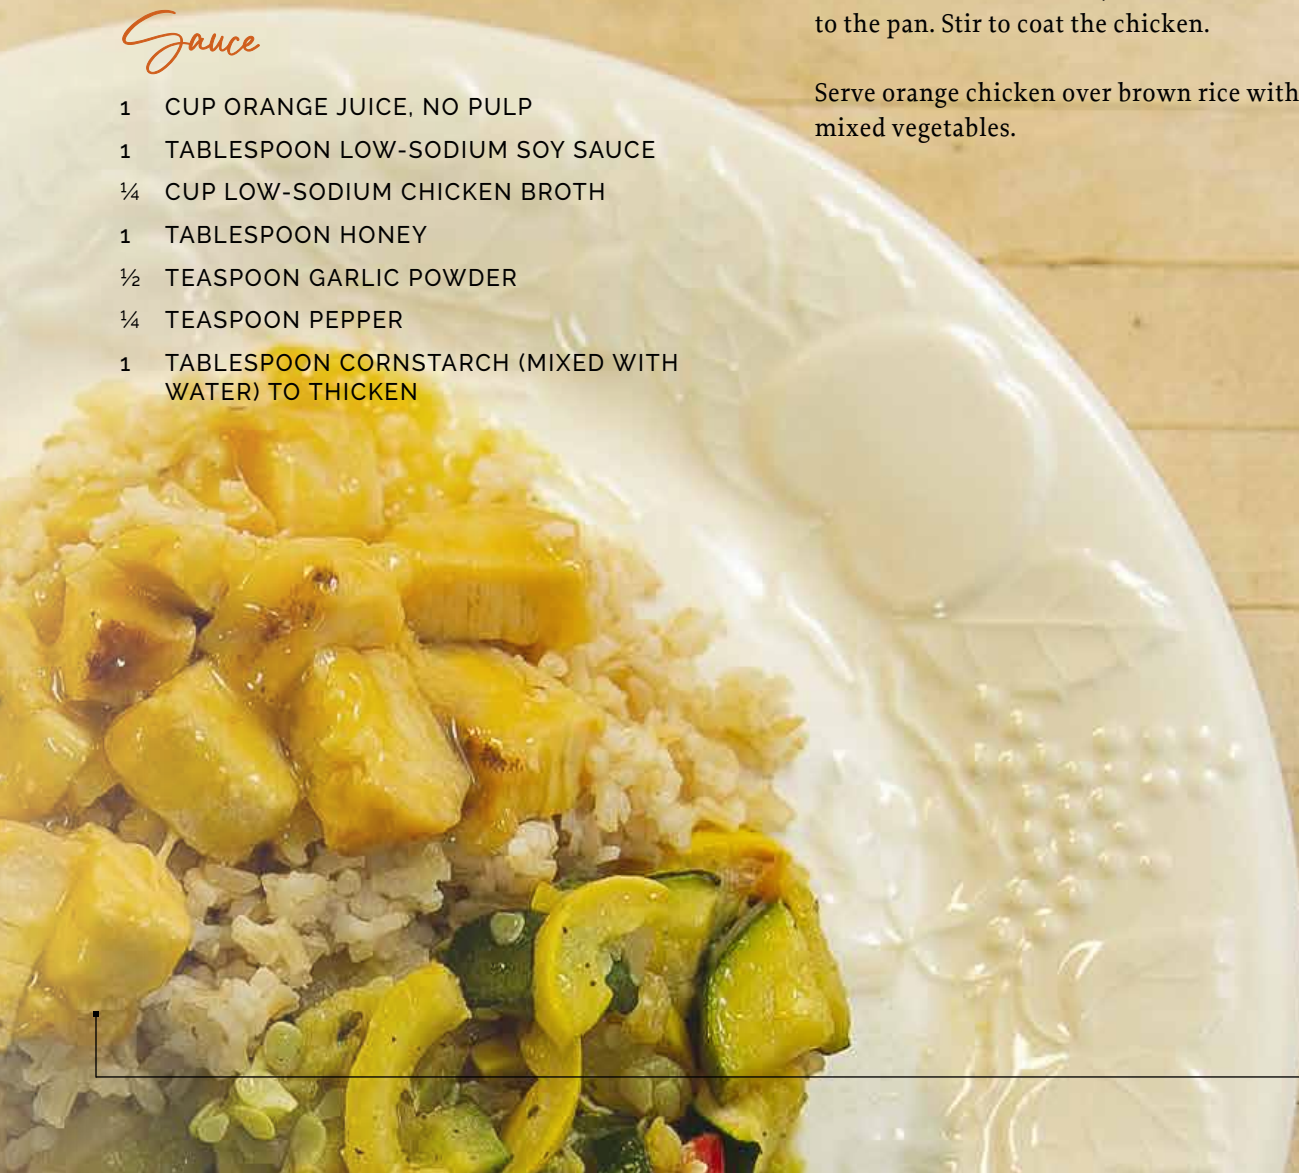 Sauce
1 CUP ORANGE JUICE, NO PULP
1 TABLESPOON LOW-SODIUM SOY SAUCE
¼ CUP LOW-SODIUM CHICKEN BROTH
1 TABLESPOON HONEY
½ TEASPOON GARLIC POWDER
¼ TEASPOON PEPPER
1 TABLESPOON CORNSTARCH (MIXED WITH
WATER) TO THICKEN
to the pan. Stir to coat the chicken.
Serve orange chicken over brown rice with
mixed vegetables.